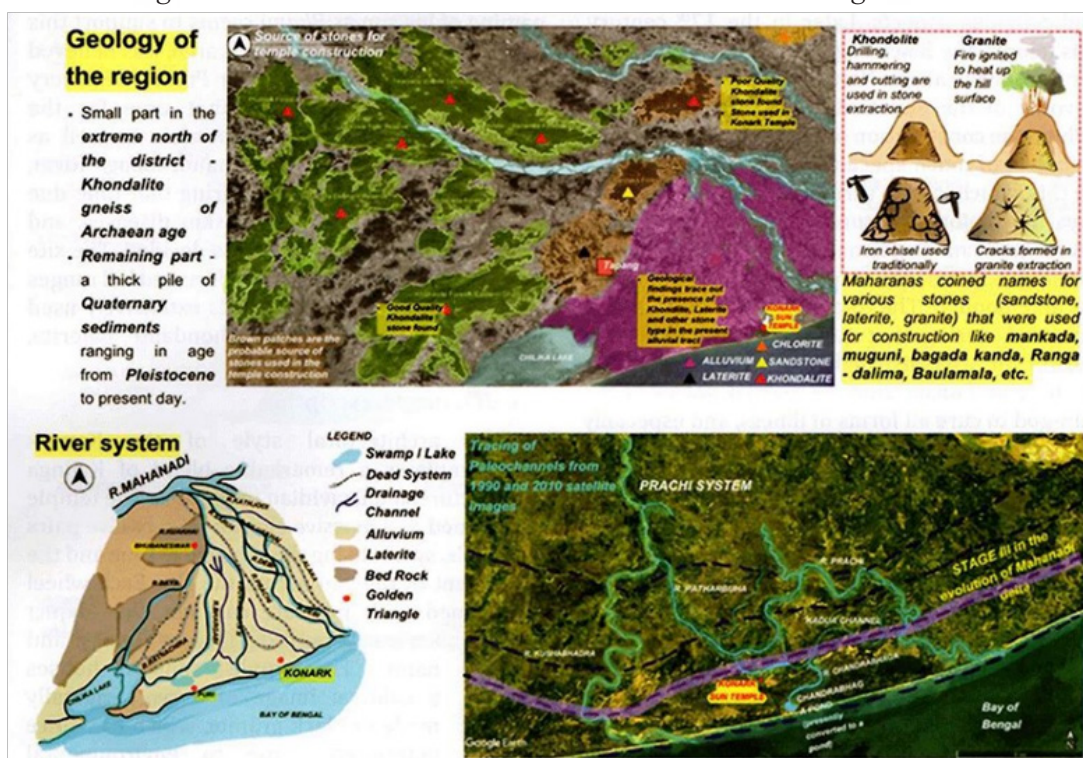 Geology of
the region
- Small part in the
extreme north of
the district -
Khondalite
gneiss of
Archaean age
- Remaining part -
thick pile of
Quaternary
sediments
ranging in age
from Pleistocene
to present day.
Source of stones for
temple construction
Poor Quality
Khondalite
stone found
Stone used in
Konark Temple
Tapang
Good Quality
Khondalite
stone found
Geological
findings trace out
the presence of
Khondilite, Laterite
and other stone
type in the present
alluvial tract
Brown patches are the
probable source of
stones used in the
temple construction
CHILIKA LAKE
KONARK
SUN
TEMPLE
CHLORITE
ALLUVIUM
SANDSTONE
LATERITE
KHONDALITE
Khondolite
Drilling,
hammering
and cutting are
used in stone
extraction.
Granite
Fire ignited
to heat up
the hill
surface
Iron chisel used
traditionally
Cracks formed in
granite extraction
Maharanas coined names for
various stones (sandstone,
laterite, granite) that were used
for construction like mankada,
muguni, bagada kanda, Ranga
- dalima, Baulamala, etc.
River system
R.MAHANADI
BHUBANESWAR
KONARK
PURI
CHILIKA LAKE
BAY OF BENGAL
LEGEND
Swamp / Lake
Dead System
Drainage
Channel
Alluvium
Laterite
Bed Rock
Golden
Triangle
Tracing of
Paleochannels from
1990 and 2010 satellite
images
PRACHI SYSTEM
R. PRACHI
R. PATHARBUHA
KADUA CHANNEL
R. KUSHABHADRA
R. CHANDRABHAGA
STAGE III in the
evolution of Mahanadi
delta
KONARK
SUN TEMPLE
CHANDRABHAG
A POND
(presently
converted to a
pond)
Bay of
Bengal
Google Earth
N